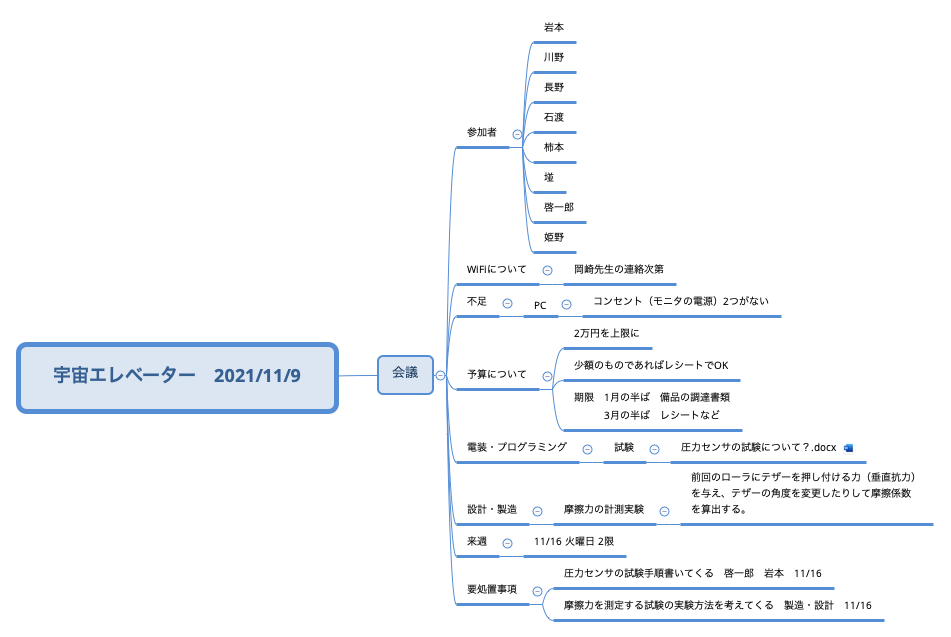 宇宙エレベーター　2021/11/9
会議
参加者
岩本
川野
長野
石渡
柿本
墐
啓一郎
姫野
WiFiについて
岡崎先生の連絡次第
不足
PC
コンセント（モニタの電源）2つがない
予算について
2万円を上限に
少額のものであればレシートでOK
期限　1月の半ば　備品の調達書類
3月の半ば　レシートなど
電装・プログラミング
試験
圧力センサの試験について？.docx
設計・製造
摩擦力の計測実験
前回のローラにテザーを押し付ける力（垂直抗力）
を与え、テザーの角度を変更したりして摩擦係数
を算出する。
来週
11/16 火曜日 2限
要処置事項
圧力センサの試験手順書いてくる　啓一郎　岩本　11/16
摩擦力を測定する試験の実験方法を考えてくる　製造・設計　11/16